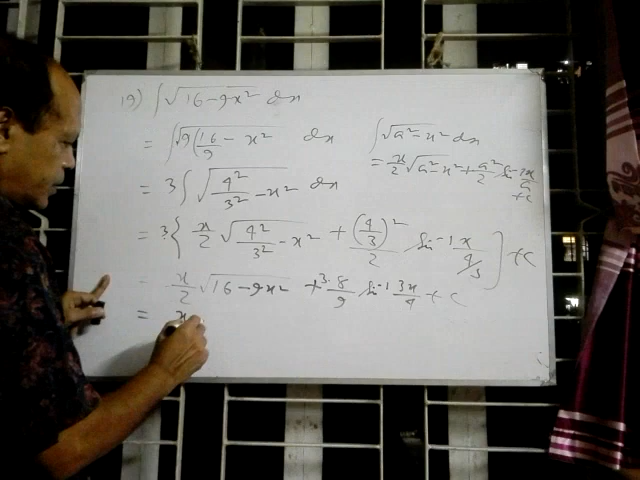 19) ∫√16-9x² dx
= ∫√9(16/9 - x² dx
= 3∫√4²/3² - x² dx
= 3{ x/2 √4²/3² - x² + (4/3)²/2 Sin⁻¹ x/4/3 } + c
x/2 √16-9x² + 3.8/9 Sin⁻¹ 3x/4 + c
= x
∫√a²-x² dx
= x/2 √a²-x² + a²/2 Sin⁻¹ x/a
+c